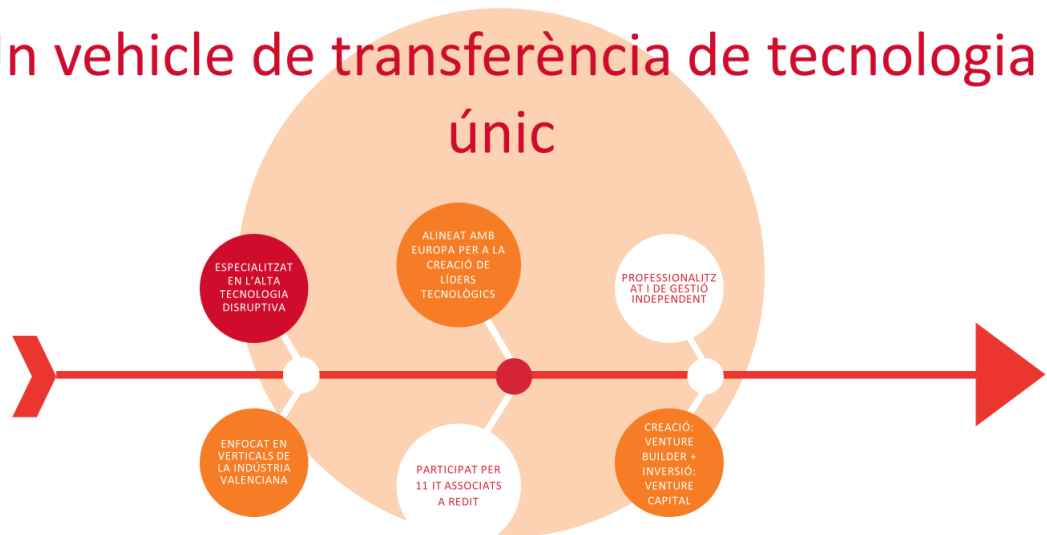 n vehicle de transferència de tecnologia
únic
ESPECIALITZAT
EN L'ALTA
TECNOLOGIA
DISRUPTIVA
ALINEAT AMB
EUROPA PER A LA
CREACIÓ DE
LÍDERS
TECNOLÒGICS
PROFESSIONALITZ
AT I DE GESTIÓ
INDEPENDENT
ENFOCAT EN
VERTICALS DE
LA INDÚSTRIA
VALENCIANA
PARTICIPAT PER
11 IT ASSOCIATS
A REDIT
CREACIÓ:
VENTURE
BUILDER +
INVERSIÓ:
VENTURE
CAPITAL